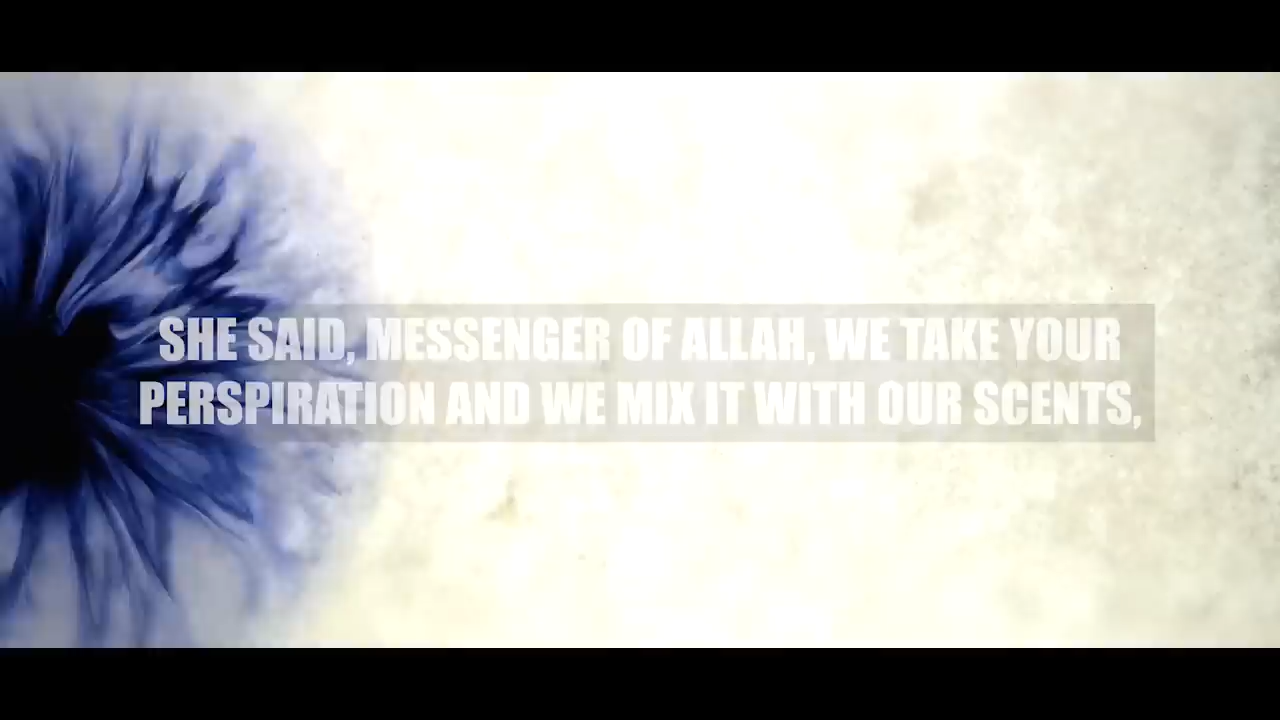 SHE SAID, MESSENGER OF ALLAH, WE TAKE YOUR
PERSPIRATION AND WE MIX IT WITH OUR SCENTS,